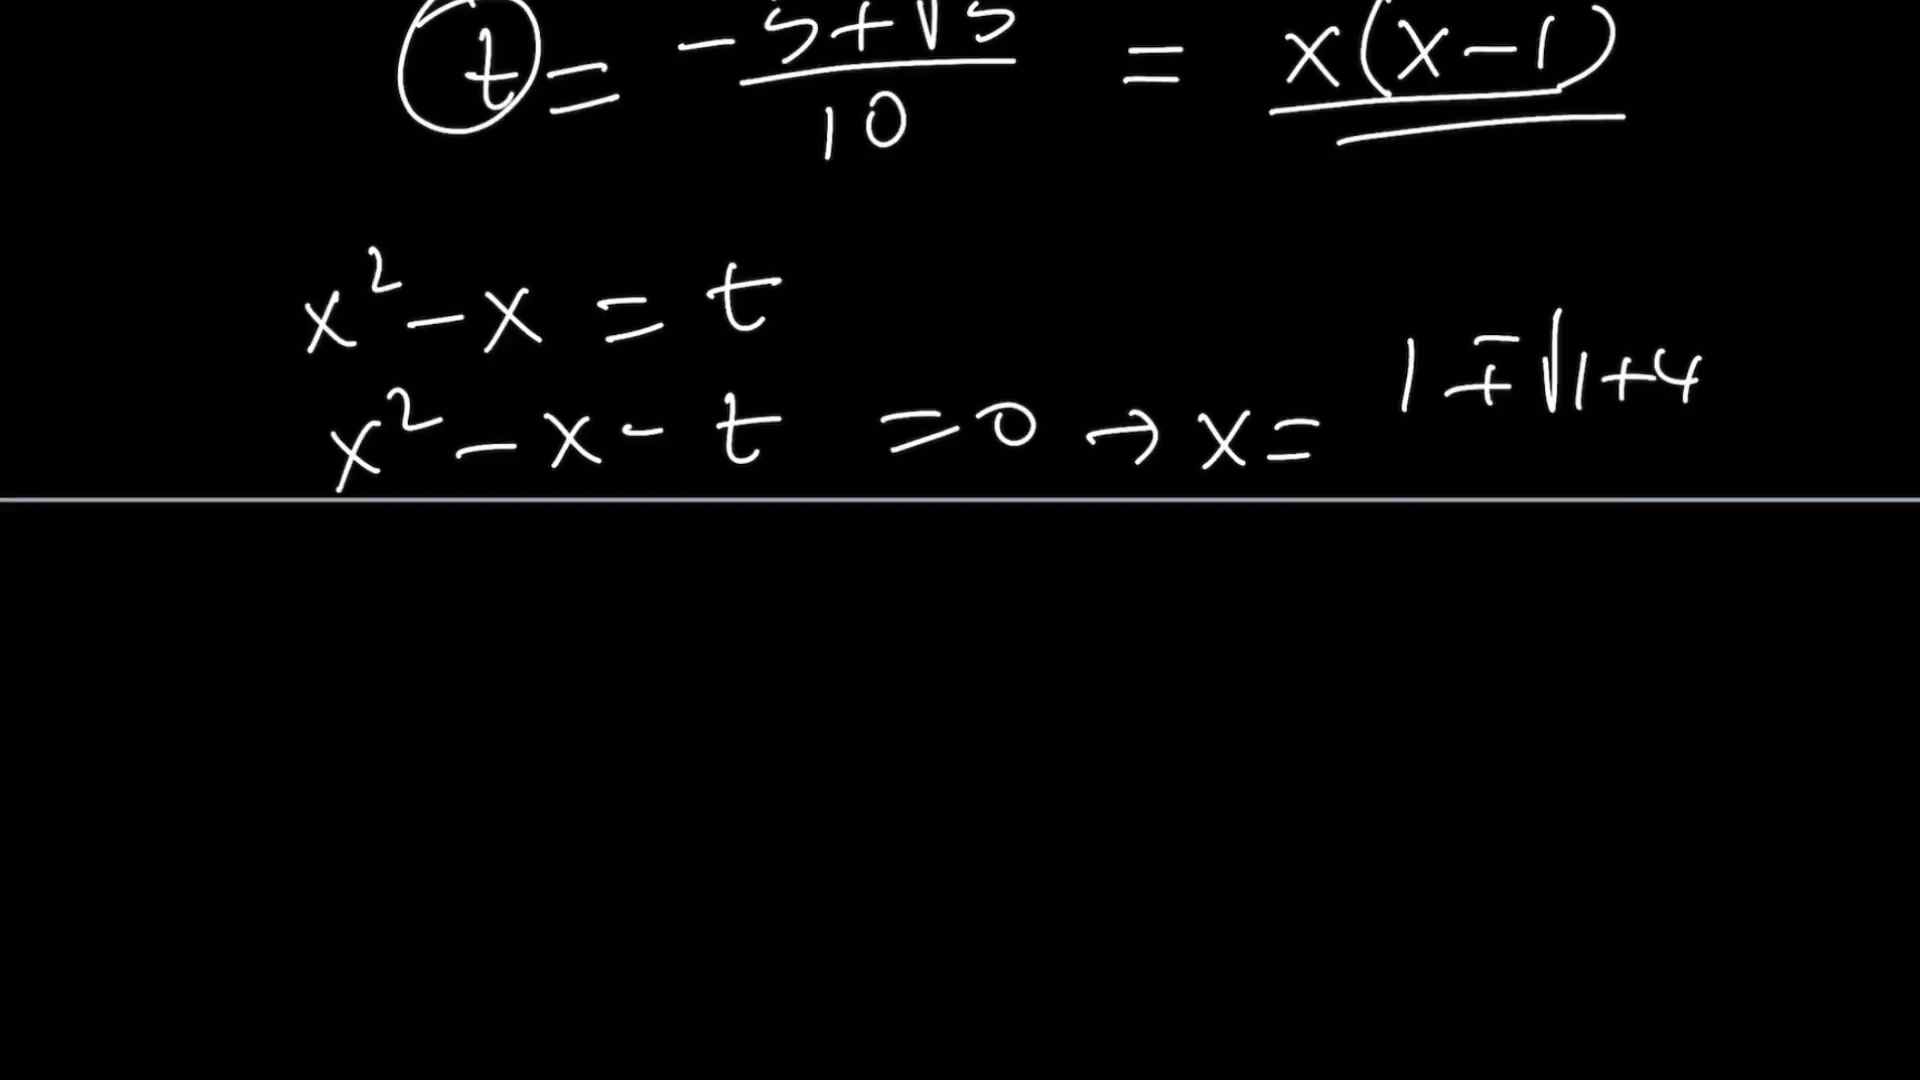 t = -5+√5/10 = x(x-1)
x² - x = t
x² - x - t = 0 → x = 1∓√1+4